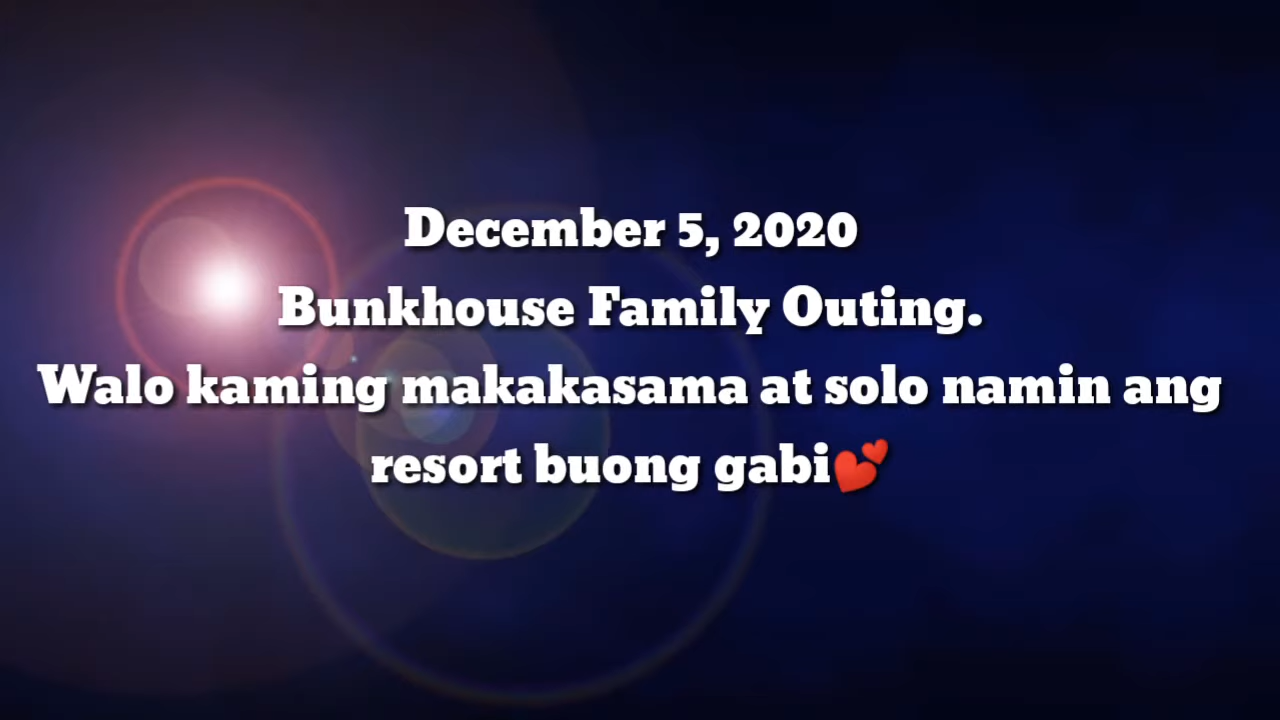 December 5, 2020
Bunkhouse Family Outing.
Walo kaming makakasama at solo namin ang
resort buong gabi💕